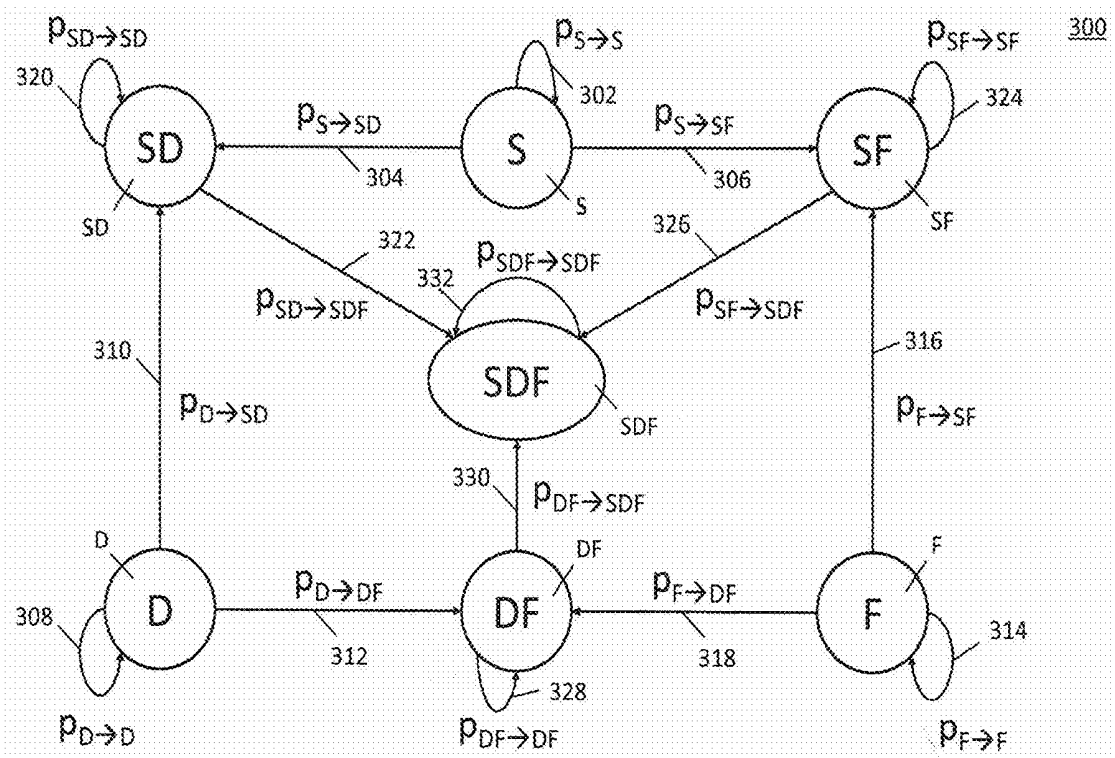 300
pSD→SD
320
SD
SD
pS→SD
304
pS→S
302
S
S
pS→SF
306
pSF→SF
324
SF
SF
322
pSD→SDF
332
pSDF→SDF
326
pSF→SDF
SDF
SDF
310
pD→SD
316
pF→SF
330
pDF→SDF
D
D
308
pD→D
pD→DF
312
DF
DF
328
pDF→DF
pF→DF
318
F
F
314
pF→F